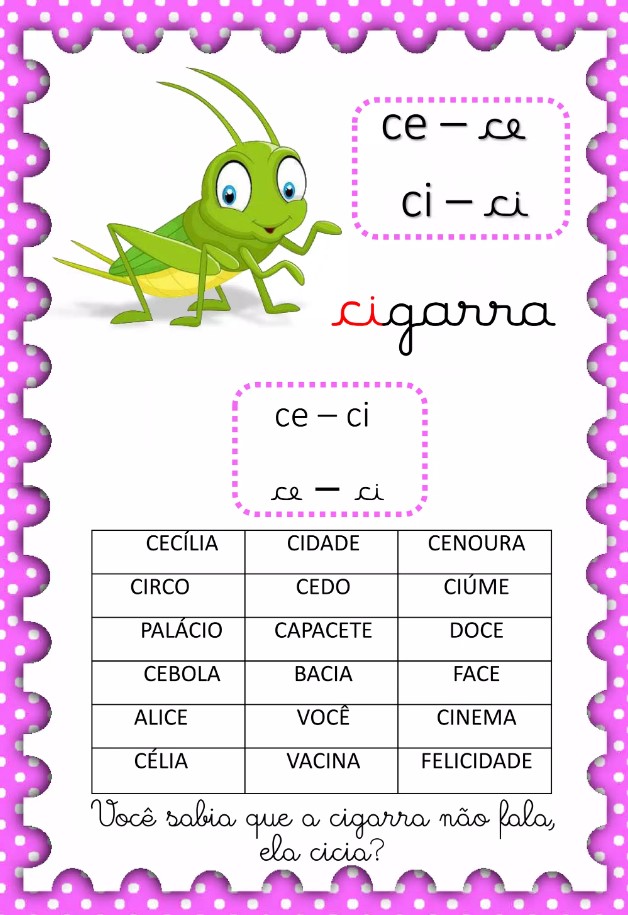 ce – ce
ci – ci
cigarra
ce – ci
ce – ci
CECÍLIA CIDADE CENOURA
CIRCO CEDO CIÚME
PALÁCIO CAPACETE DOCE
CEBOLA BACIA FACE
ALICE VOCÊ CINEMA
CÉLIA VACINA FELICIDADE
Você sabia que a cigarra não fala,
ela cicia?